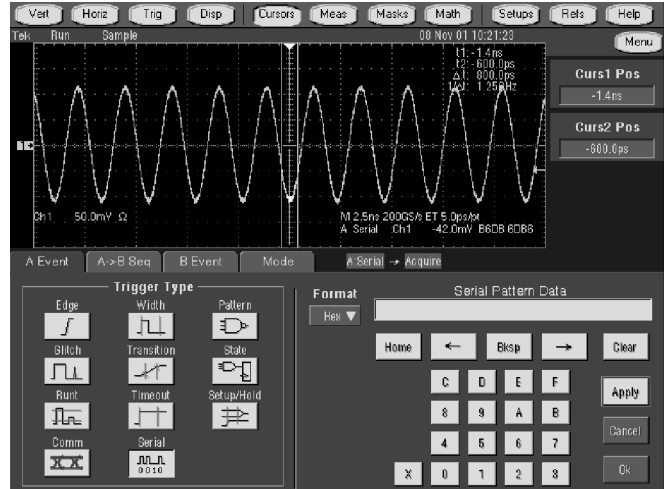 Vert Horiz Trig Disp Cursors Meas Masks Math Setups Refs Help
Tek Run Sample 08 Nov 01 10:21:23
Menu
t1: -1.4ns
t2: -600.0ps
Δt: 800.0ps
1/Δt: 1.25GHz
Curs1 Pos
-1.4ns
Curs2 Pos
-600.0ps
1
Ch1 50.0mV Ω M 2.5ns 200GS/s ET 5.0ps/pt
A Serial Ch1 -42.0mV B6DB 6DB6
A Event A->B Seq B Event Mode A Serial → Acquire
Trigger Type
Edge Width Pattern
Glitch Transition State
Runt Timeout Setup/Hold
Comm Serial
0010
Format Serial Pattern Data
Hex
Home ← Bksp → Clear
C D E F
Apply
8 9 A B
4 5 6 7
Cancel
X 0 1 2 3
Ok